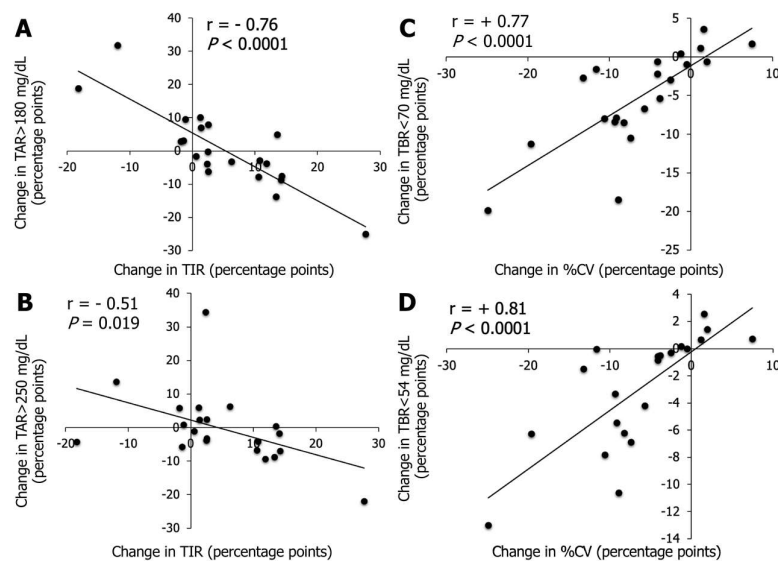 A
r = - 0.76
P < 0.0001
Change in TAR>180 mg/dL
(percentage points)
40
30
20
10
0
-10
-20
-30
-20 -10 0 10 20 30
Change in TIR (percentage points)
B
r = - 0.51
P = 0.019
Change in TAR>250 mg/dL
(percentage points)
40
30
20
10
0
-10
-20
-30
-20 -10 0 10 20 30
Change in TIR (percentage points)
C
r = + 0.77
P < 0.0001
Change in TBR<70 mg/dL
(percentage points)
-30 -20 -10 0 10
5
0
-5
-10
-15
-20
-25
Change in %CV (percentage points)
D
r = + 0.81
P < 0.0001
Change in TBR<54 mg/dL
(percentage points)
-30 -20 -10 0 10
4
2
0
-2
-4
-6
-8
-10
-12
-14
Change in %CV (percentage points)